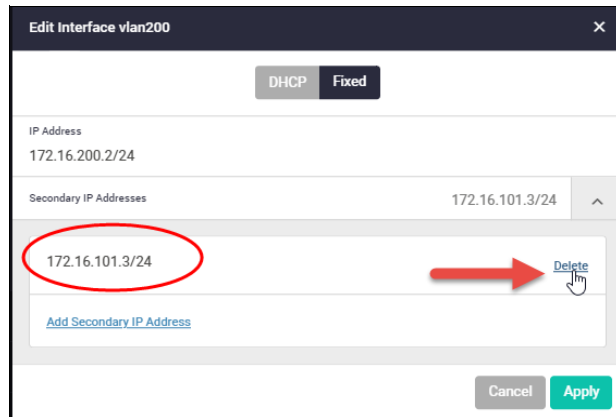 Edit Interface vlan200
DHCP Fixed
IP Address
172.16.200.2/24
Secondary IP Addresses 172.16.101.3/24
172.16.101.3/24
Delete
Add Secondary IP Address
Cancel Apply